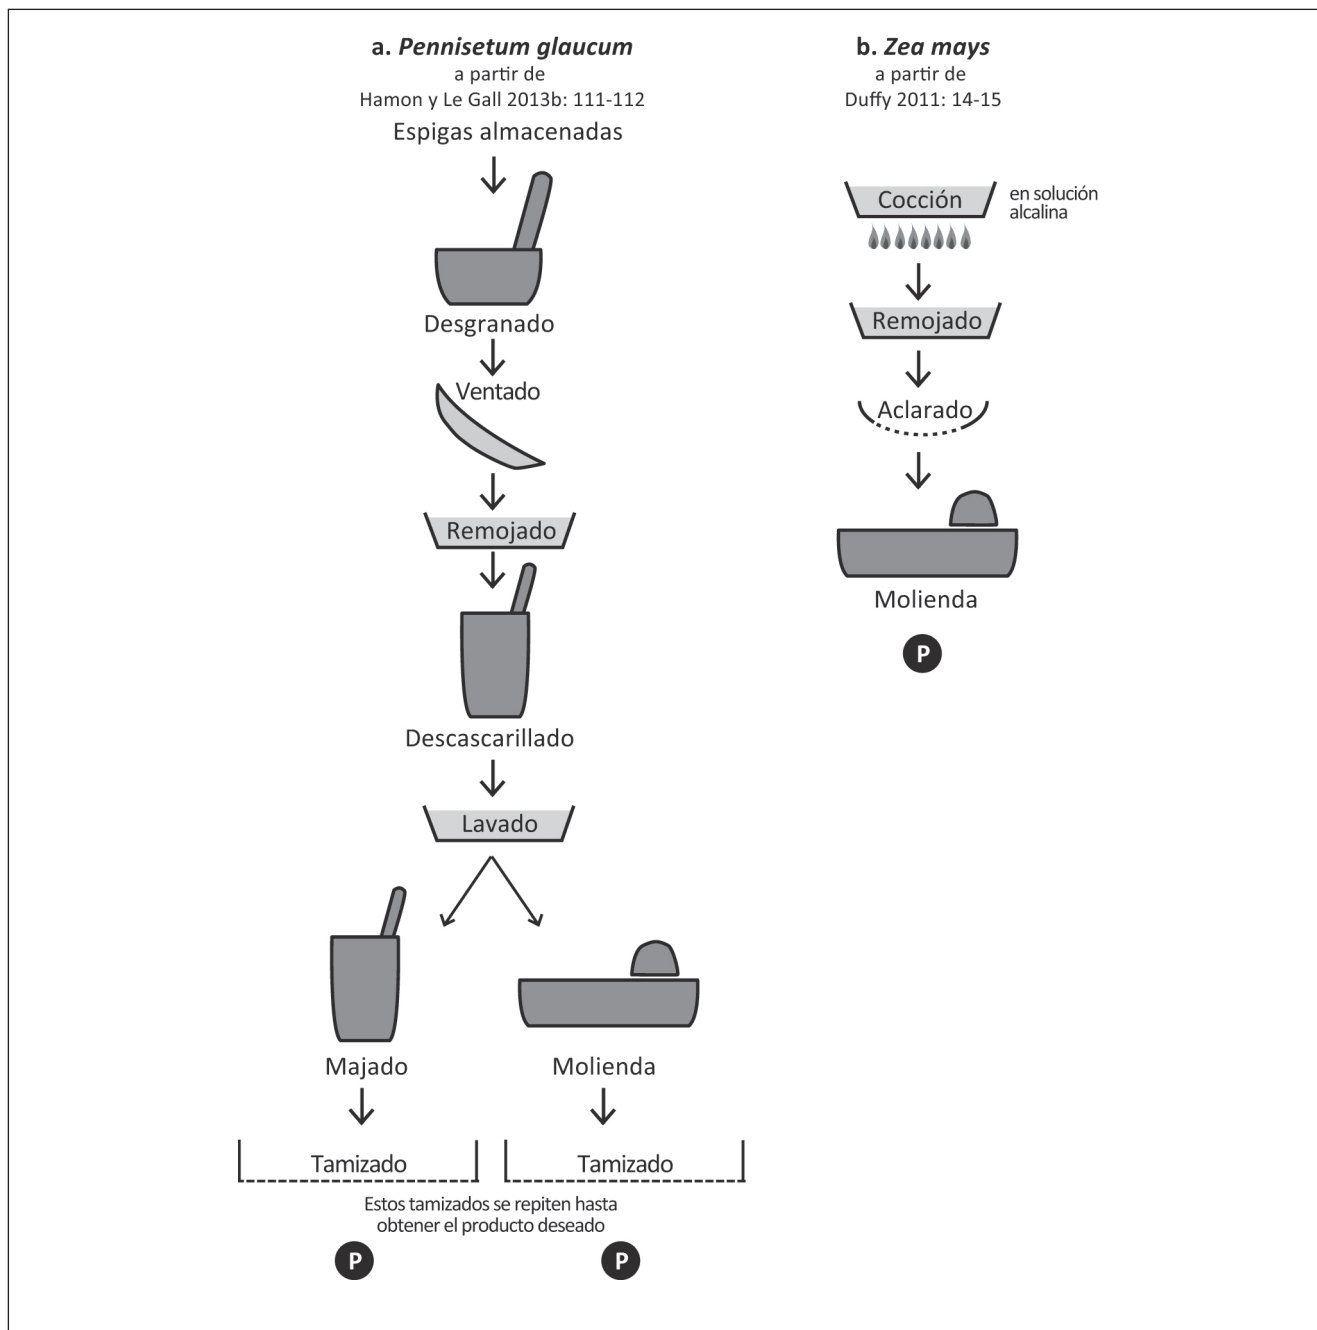 a. Pennisetum glaucum
a partir de
Hamon y Le Gall 2013b: 111-112
Espigas almacenadas
Desgranado
Ventado
Remojado
Descascarillado
Lavado
Majado
Molienda
Tamizado
Tamizado
Estos tamizados se repiten hasta
obtener el producto deseado
P
P
b. Zea mays
a partir de
Duffy 2011: 14-15
Cocción
en solución
alcalina
Remojado
Aclarado
Molienda
P